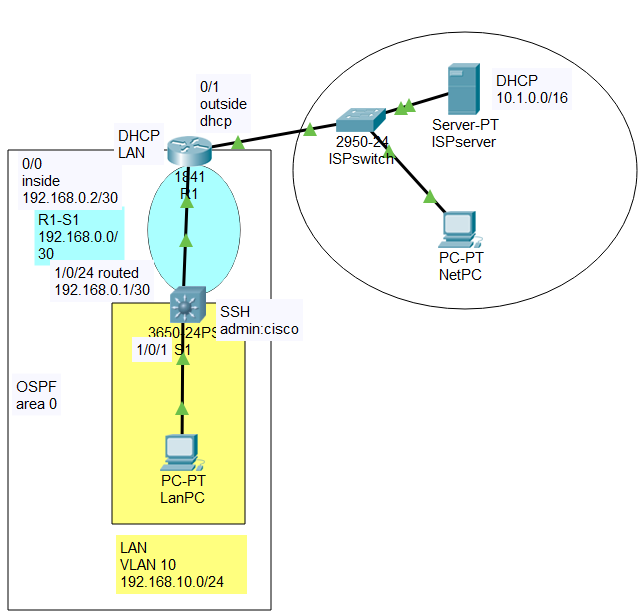 0/1
outside
dhcp
DHCP
10.1.0.0/16
Server-PT
ISPserver
2950-24
ISPswitch
PC-PT
NetPC
DHCP
LAN
1841
R1
0/0
inside
192.168.0.2/30
R1-S1
192.168.0.0/
30
1/0/24 routed
192.168.0.1/30
SSH
admin:cisco
3650-24PS
S1
1/0/1
OSPF
area 0
PC-PT
LanPC
LAN
VLAN 10
192.168.10.0/24